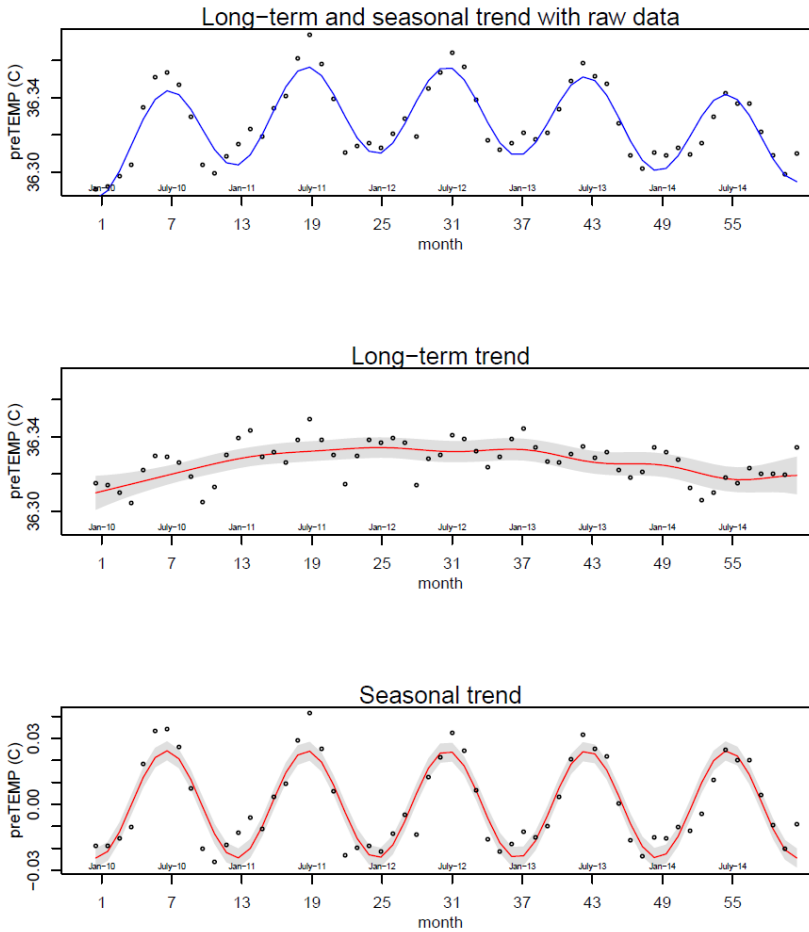 Long-term and seasonal trend with raw data
preTEMP (C)
36.34
36.30
Jan-10 July-10 Jan-11 July-11 Jan-12 July-12 Jan-13 July-13 Jan-14 July-14
1 7 13 19 25 31 37 43 49 55
month
Long-term trend
preTEMP (C)
36.34
36.30
Jan-10 July-10 Jan-11 July-11 Jan-12 July-12 Jan-13 July-13 Jan-14 July-14
1 7 13 19 25 31 37 43 49 55
month
Seasonal trend
preTEMP (C)
0.03
0.00
-0.03
Jan-10 July-10 Jan-11 July-11 Jan-12 July-12 Jan-13 July-13 Jan-14 July-14
1 7 13 19 25 31 37 43 49 55
month